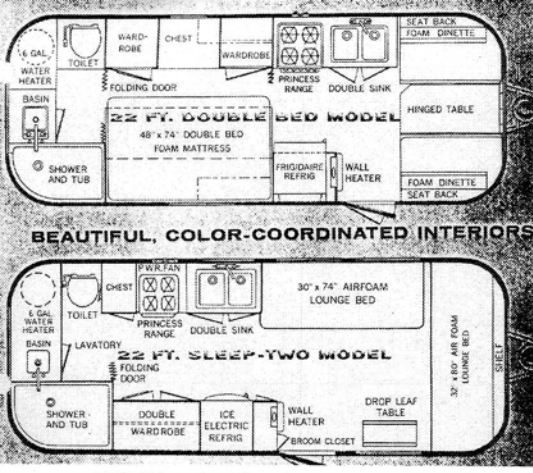 6 GAL.
WATER
HEATER
TOILET
WARD-
ROBE
CHEST
WARDROBE
PRINCESS
RANGE
DOUBLE SINK
SEAT BACK
FOAM DINETTE
FOLDING DOOR
BASIN
22 FT. DOUBLE BED MODEL
HINGED TABLE
48" x 74" DOUBLE BED
FOAM MATTRESS
SHOWER
AND TUB
FRIGIDAIRE
REFRIG
WALL
HEATER
FOAM DINETTE
SEAT BACK
BEAUTIFUL, COLOR-COORDINATED INTERIORS
6 GAL.
WATER
HEATER
TOILET
CHEST
PWR. FAN
PRINCESS
RANGE
DOUBLE SINK
30" x 74" AIRFOAM
LOUNGE BED
BASIN
LAVATORY
22 FT. SLEEP-TWO MODEL
FOLDING
DOOR
32" x 80" AIR FOAM
LOUNGE BED
SHELF
SHOWER
AND TUB
DOUBLE
WARDROBE
ICE
ELECTRIC
REFRIG
WALL
HEATER
BROOM CLOSET
DROP LEAF
TABLE